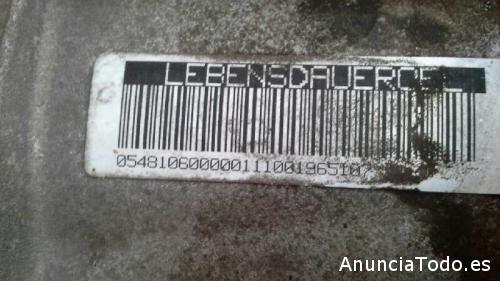 LEBENSDAUEROEL
05481060000011100196510?
AnunciaTodo.es